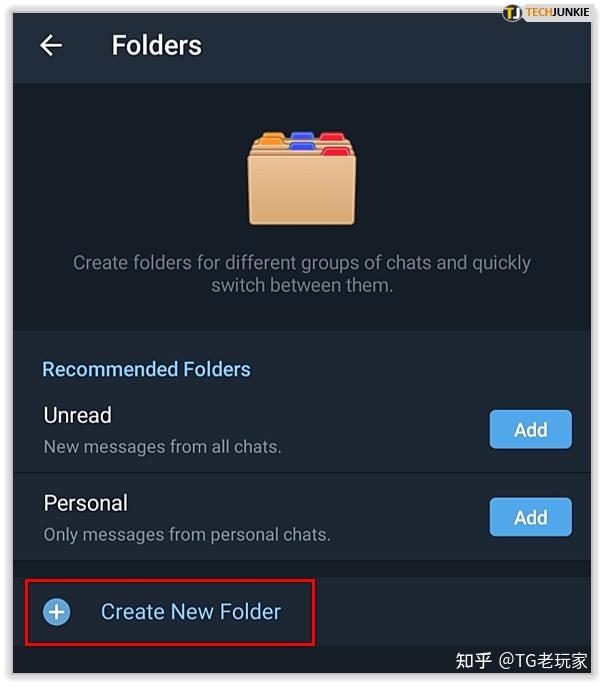 TJ TECHJUNKIE
Folders
Create folders for different groups of chats and quickly
switch between them.
Recommended Folders
Unread
New messages from all chats.
Add
Personal
Only messages from personal chats.
Add
Create New Folder
知乎 @TG老玩家